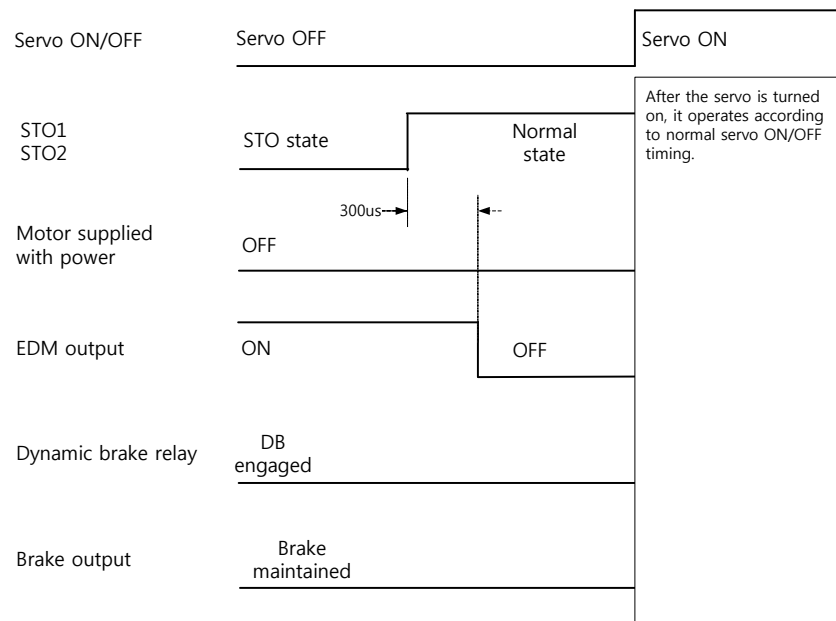 Servo ON/OFF
Servo OFF
Servo ON
After the servo is turned
on, it operates according
to normal servo ON/OFF
timing.
STO1
STO2
STO state
Normal
state
300us
Motor supplied
with power
OFF
EDM output
ON
OFF
Dynamic brake relay
DB
engaged
Brake output
Brake
maintained